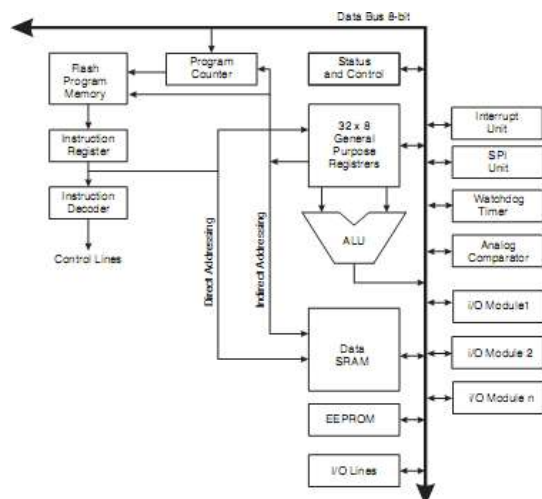 Data Bus 8-bit
Flash
Program
Memory
Program
Counter
Status
and Control
Instruction
Register
32 x 8
General
Purpose
Registrers
Instruction
Decoder
Control Lines
Direct Addressing
Indirect Addressing
ALU
Interrupt
Unit
SPI
Unit
Watchdog
Timer
Analog
Comparator
Data
SRAM
i/O Module1
i/O Module 2
i/O Module n
EEPROM
I/O Lines